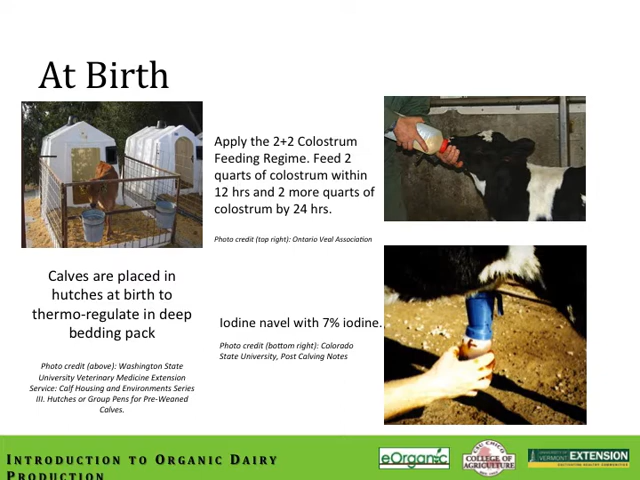 At Birth
Apply the 2+2 Colostrum
Feeding Regime. Feed 2
quarts of colostrum within
12 hrs and 2 more quarts of
colostrum by 24 hrs.
Photo credit (top right): Ontario Veal Association
Calves are placed in
hutches at birth to
thermo-regulate in deep
bedding pack
Photo credit (above): Washington State
University Veterinary Medicine Extension
Service: Calf Housing and Environments Series
III. Hutches or Group Pens for Pre-Weaned
Calves.
Iodine navel with 7% iodine.
Photo credit (bottom right): Colorado
State University, Post Calving Notes
INTRODUCTION TO ORGANIC DAIRY
PRODUCTION
eOrganic
CSU CHICO
COLLEGE OF
AGRICULTURE
UNIVERSITY OF
VERMONT EXTENSION
CULTIVATING HEALTHY COMMUNITIES